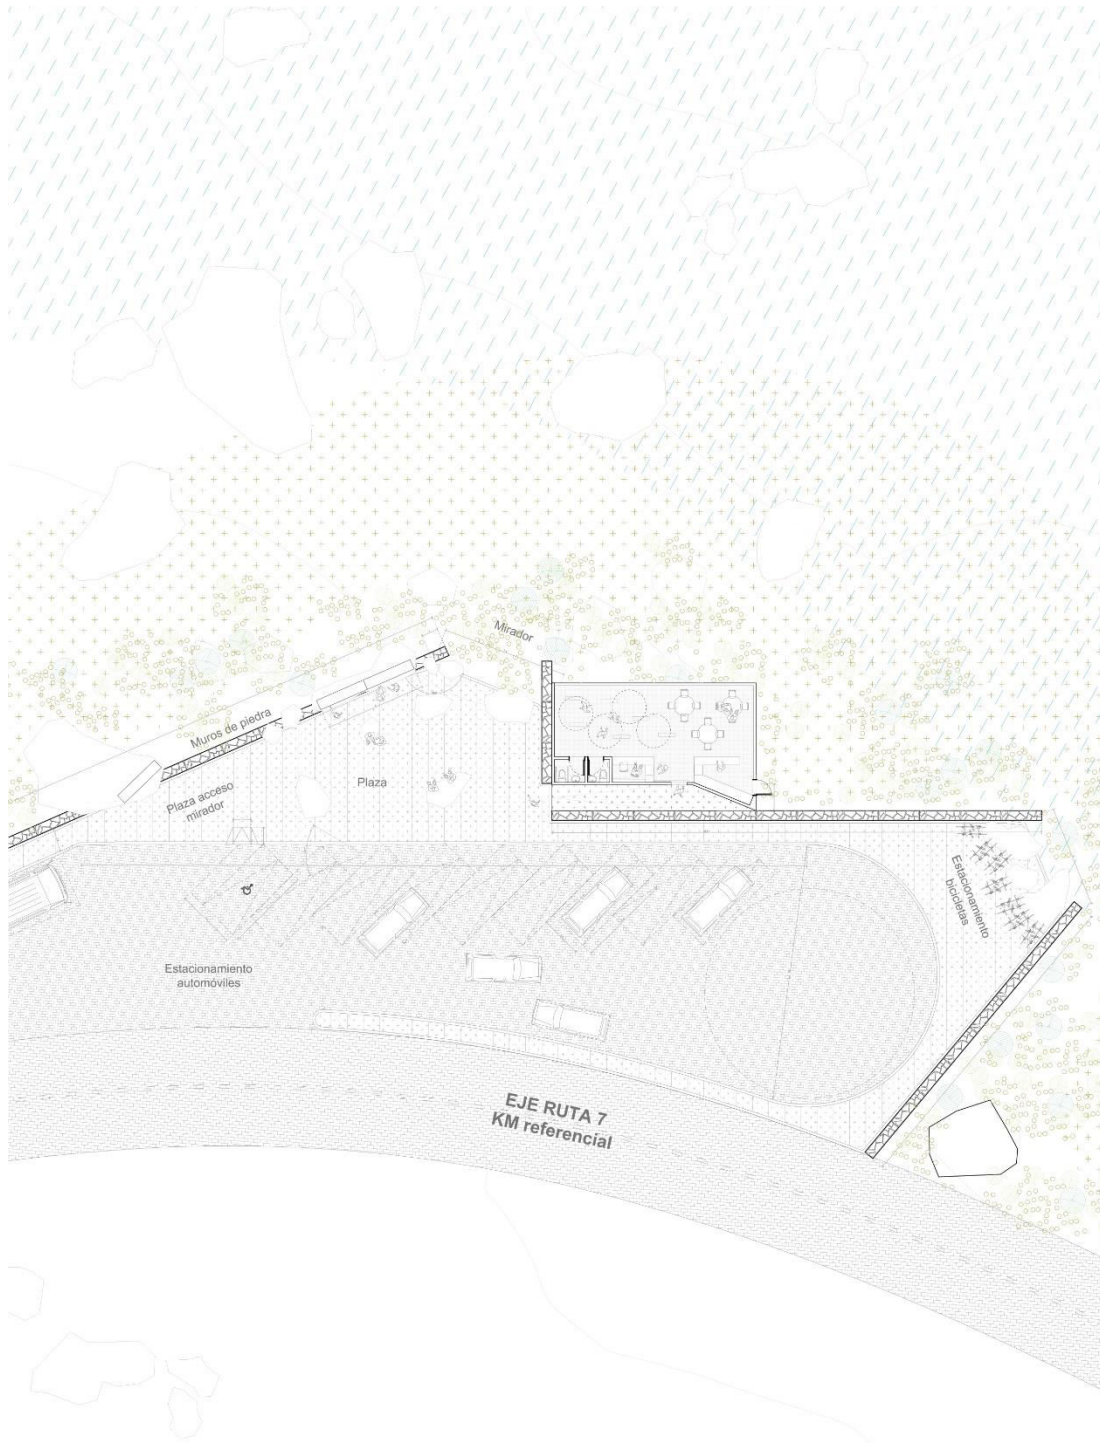 Mirador
Muros de piedra
Plaza
Plaza acceso
mirador
Estacionamiento
bicicletas
Estacionamiento
automóviles
EJE RUTA 7
KM referencial